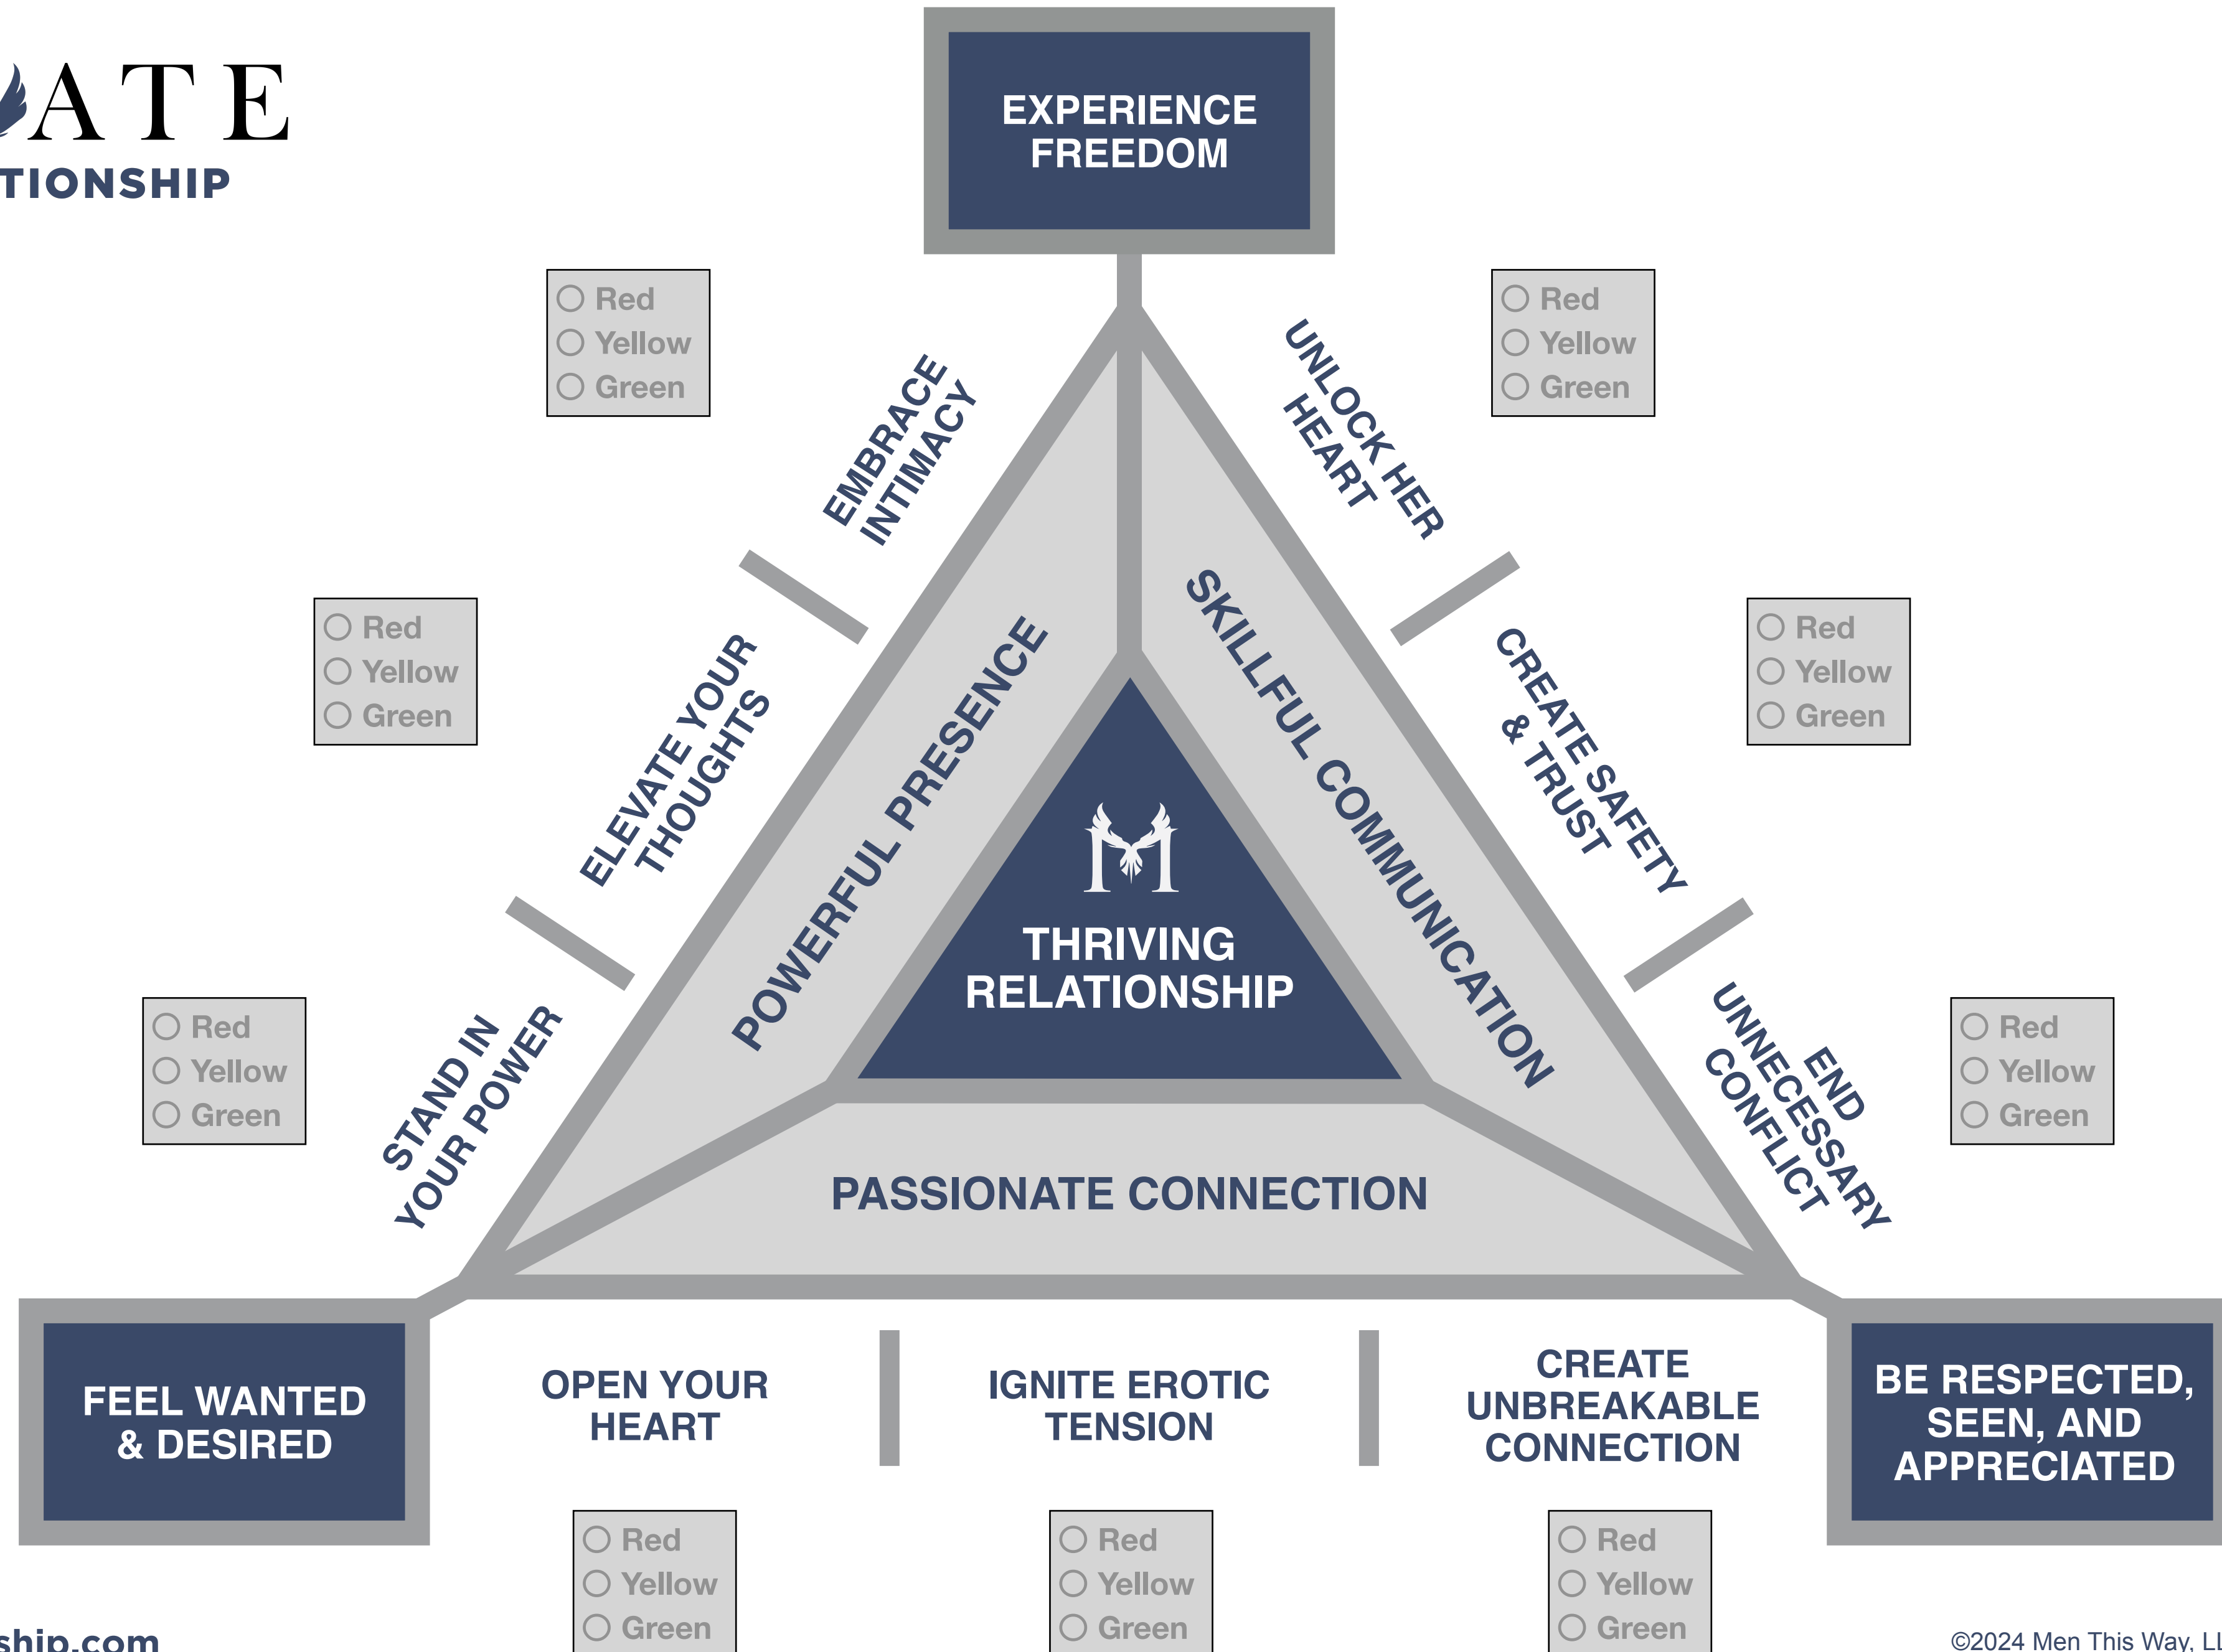 ATE
TIONSHIP
EXPERIENCE
FREEDOM
Red
Yellow
Green
Red
Yellow
Green
EMBRACE
INTIMACY
UNLOCK HER
HEART
Red
Yellow
Green
Red
Yellow
Green
ELEVATE YOUR
THOUGHTS
POWERFUL PRESENCE
SKILLFUL COMMUNICATION
CREATE SAFETY
& TRUST
M
THRIVING
RELATIONSHIP
Red
Yellow
Green
Red
Yellow
Green
STAND IN
YOUR POWER
END
UNNECESSARY
CONFLICT
PASSIONATE CONNECTION
FEEL WANTED
& DESIRED
OPEN YOUR
HEART
IGNITE EROTIC
TENSION
CREATE
UNBREAKABLE
CONNECTION
BE RESPECTED,
SEEN, AND
APPRECIATED
Red
Yellow
Green
Red
Yellow
Green
Red
Yellow
Green
ship.com
©2024 Men This Way, LL